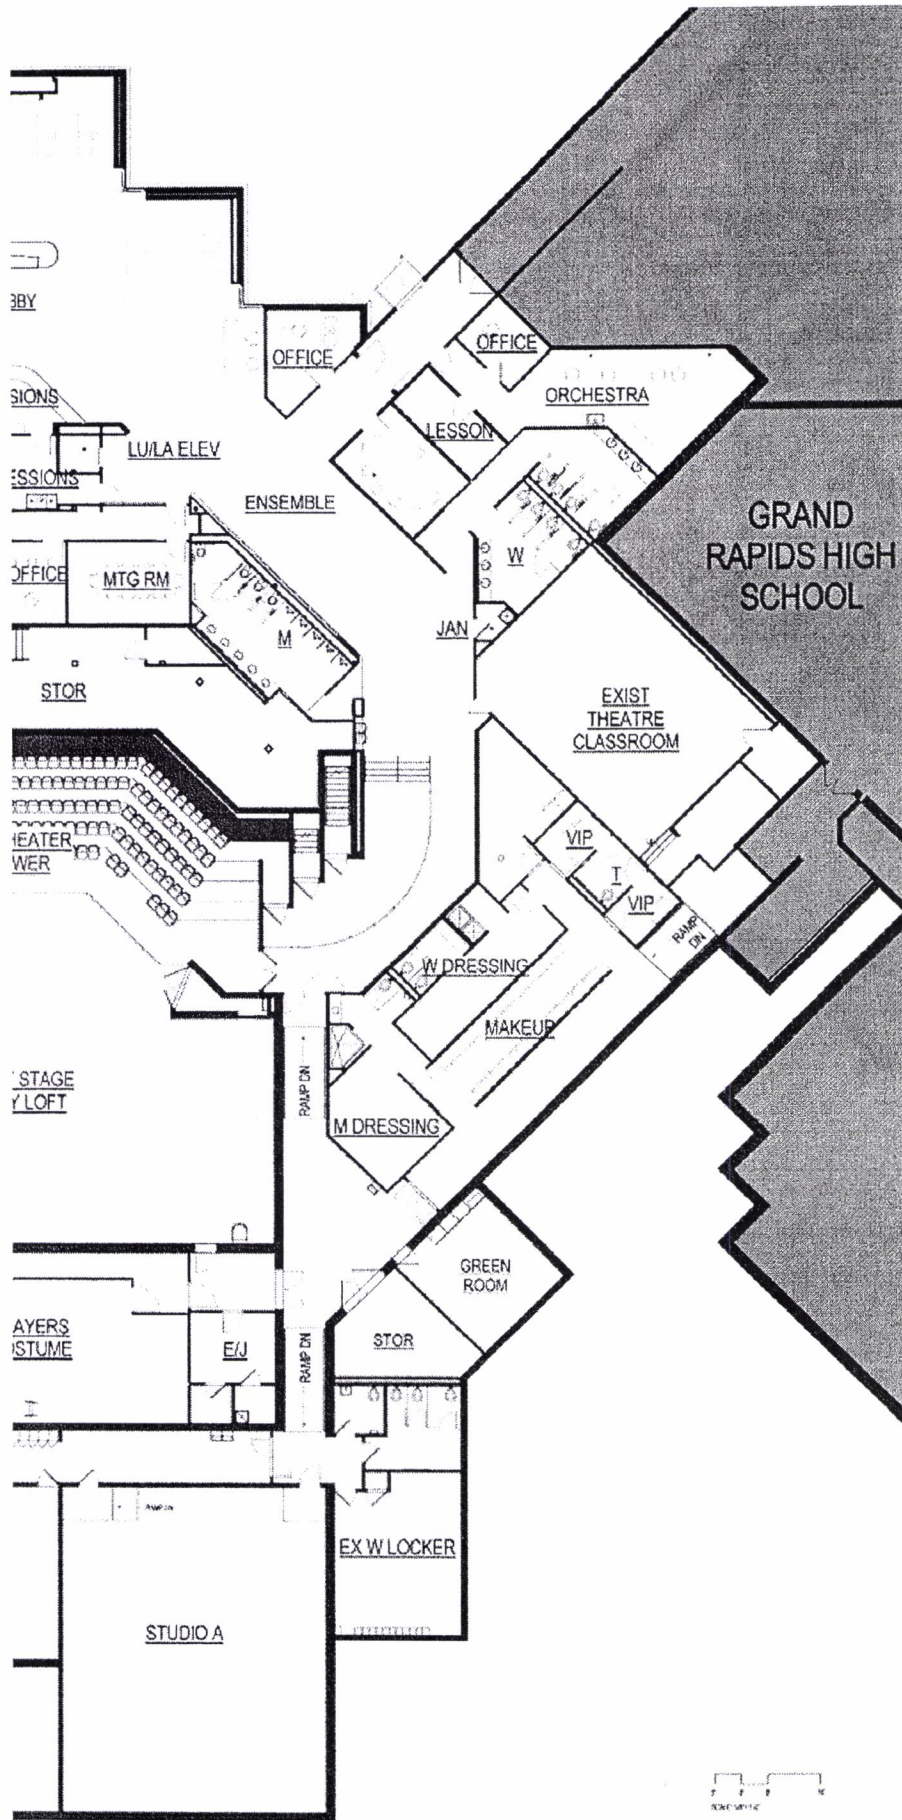 BBY
OFFICE
OFFICE
SIONS
ORCHESTRA
LESSON
LU/LA ELEV
ESSIONS
ENSEMBLE
GRAND
RAPIDS HIGH
SCHOOL
W
OFFICE
MTG RM
M
JAN
STOR
EXIST
THEATRE
CLASSROOM
HEATER
WER
VIP
T
VIP
RAMP
DN
W DRESSING
MAKEUP
STAGE
Y LOFT
RAMP DN
M DRESSING
GREEN
ROOM
AYERS
OSTUME
E/J
RAMP DN
STOR
EX W LOCKER
STUDIO A